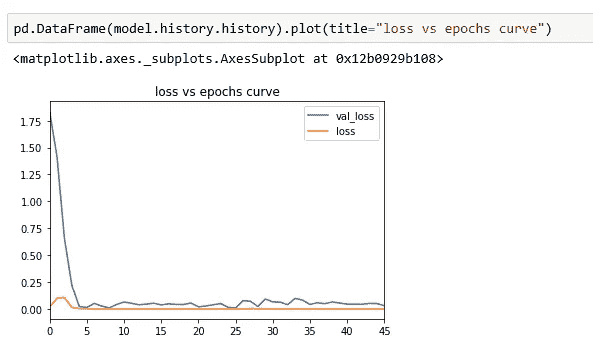 pd.DataFrame(model.history.history).plot(title="loss vs epochs curve")
<matplotlib.axes._subplots.AxesSubplot at 0x12b0929b108>
loss vs epochs curve
val_loss
loss
1.75
1.50
1.25
1.00
0.75
0.50
0.25
0.00
0 5 10 15 20 25 30 35 40 45